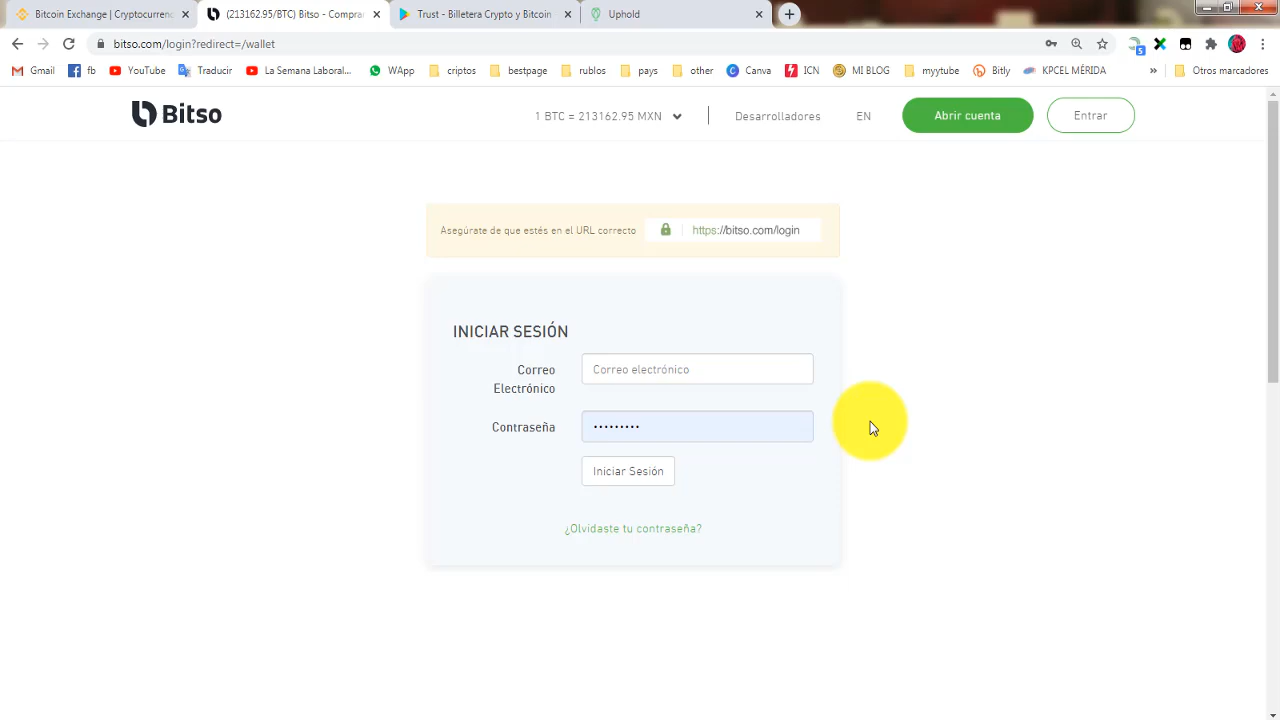 Bitcoin Exchange | Cryptocurrenc
(213162.95/BTC) Bitso - Compra
Trust - Billetera Crypto y Bitcoin
Uphold
bitso.com/login?redirect=/wallet
5
Gmail
fb
YouTube
Traducir
La Semana Laboral...
WApp
criptos
bestpage
rublos
pays
other
Canva
ICN
MI BLOG
myytube
Bitly
KPCEL MÉRIDA
»
Otros marcadores
Bitso
1 BTC = 213162.95 MXN
Desarrolladores
EN
Abrir cuenta
Entrar
Asegúrate de que estés en el URL correcto
https://bitso.com/login
INICIAR SESIÓN
Correo
Electrónico
Correo electrónico
Contraseña
•••••••••
Iniciar Sesión
¿Olvidaste tu contraseña?